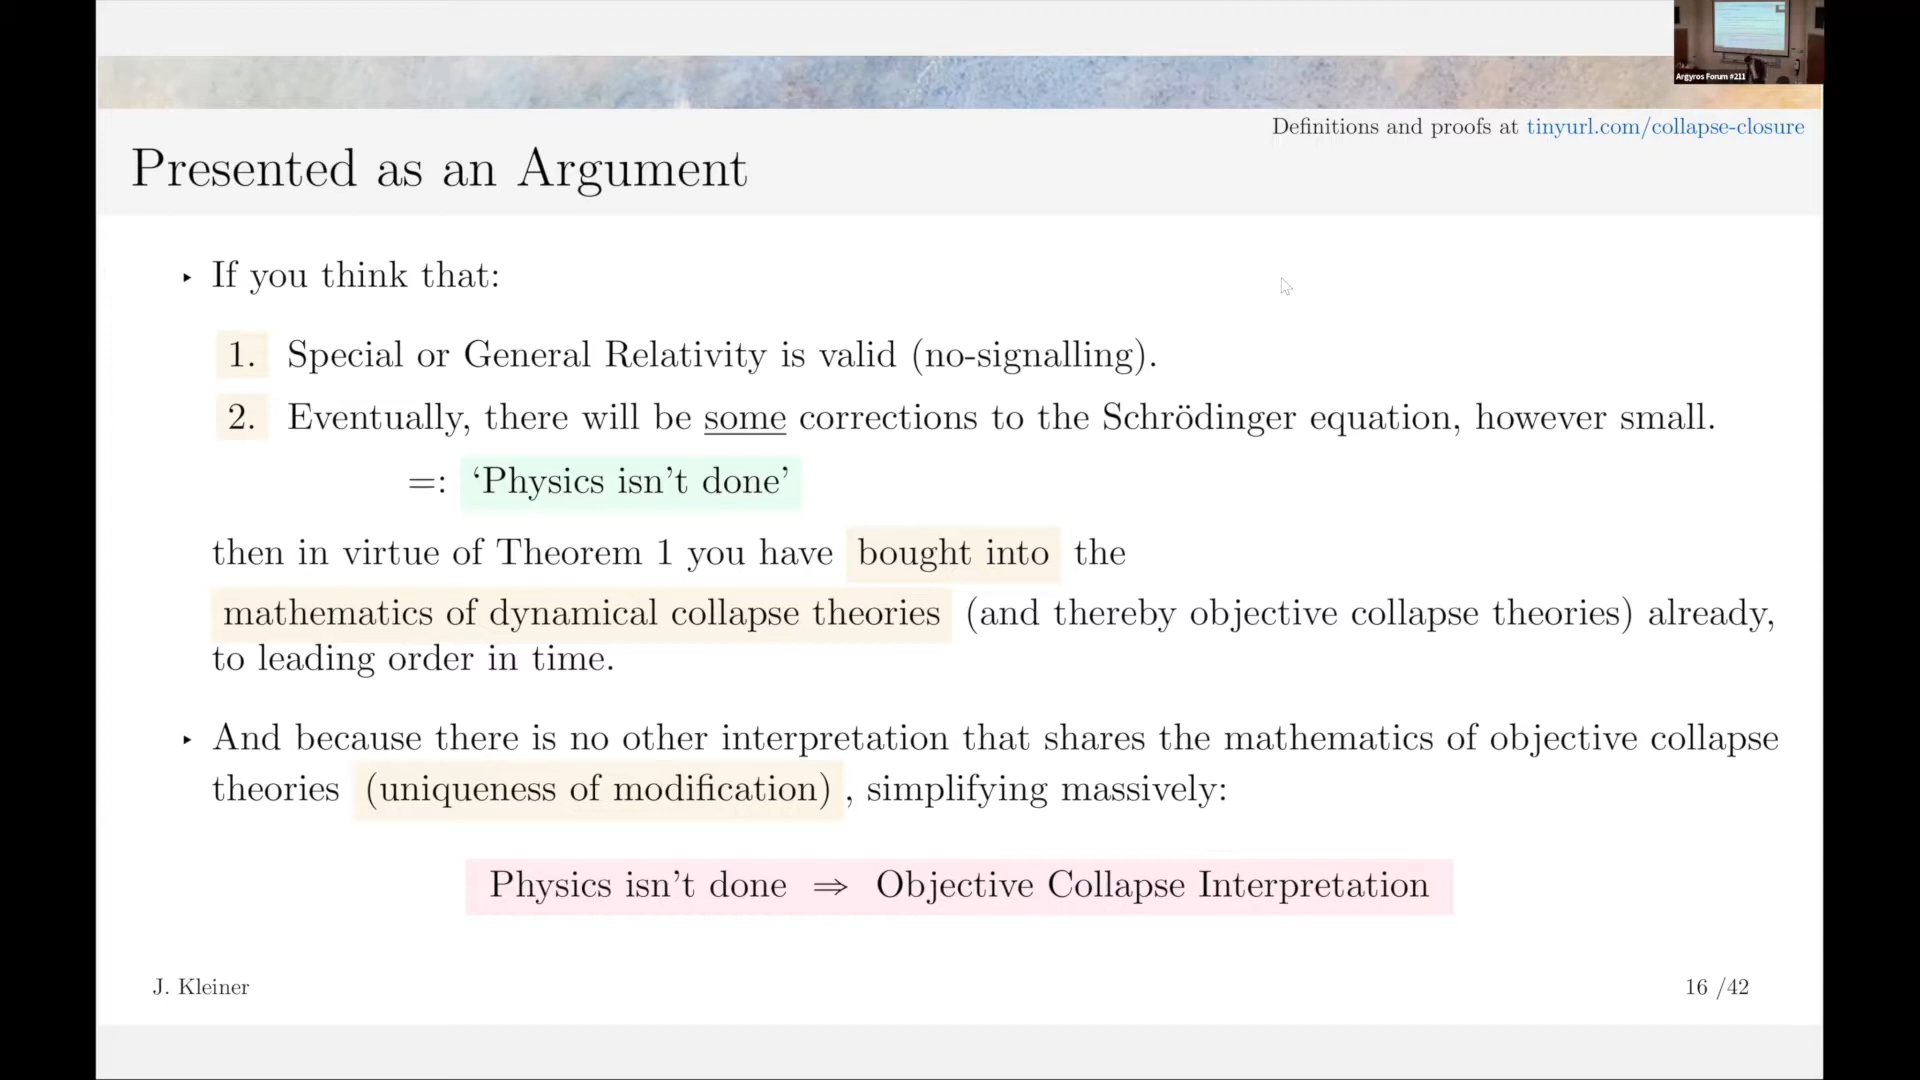 Argyros Forum #211
Definitions and proofs at tinyurl.com/collapse-closure
Presented as an Argument
‣ If you think that:
1. Special or General Relativity is valid (no-signalling).
2. Eventually, there will be some corrections to the Schrödinger equation, however small.
=: ‘Physics isn’t done’
then in virtue of Theorem 1 you have bought into the
mathematics of dynamical collapse theories (and thereby objective collapse theories) already,
to leading order in time.
‣ And because there is no other interpretation that shares the mathematics of objective collapse
theories (uniqueness of modification) , simplifying massively:
Physics isn’t done ⇒ Objective Collapse Interpretation
J. Kleiner
16 /42